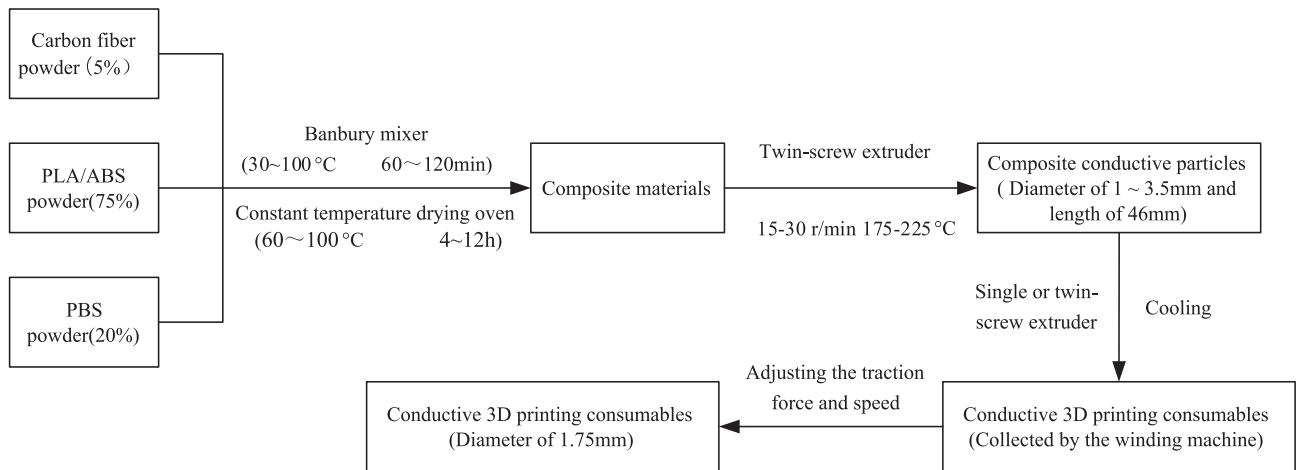 Carbon fiber
powder（5%）
PLA/ABS
powder(75%)
PBS
powder(20%)
Banbury mixer
(30~100°C 60～120min)
Constant temperature drying oven
(60～100°C 4~12h)
Composite materials
Twin-screw extruder
15-30 r/min 175-225°C
Composite conductive particles
( Diameter of 1 ~ 3.5mm and
length of 46mm)
Single or twin-
screw extruder
Cooling
Conductive 3D printing consumables
(Collected by the winding machine)
Adjusting the traction
force and speed
Conductive 3D printing consumables
(Diameter of 1.75mm)